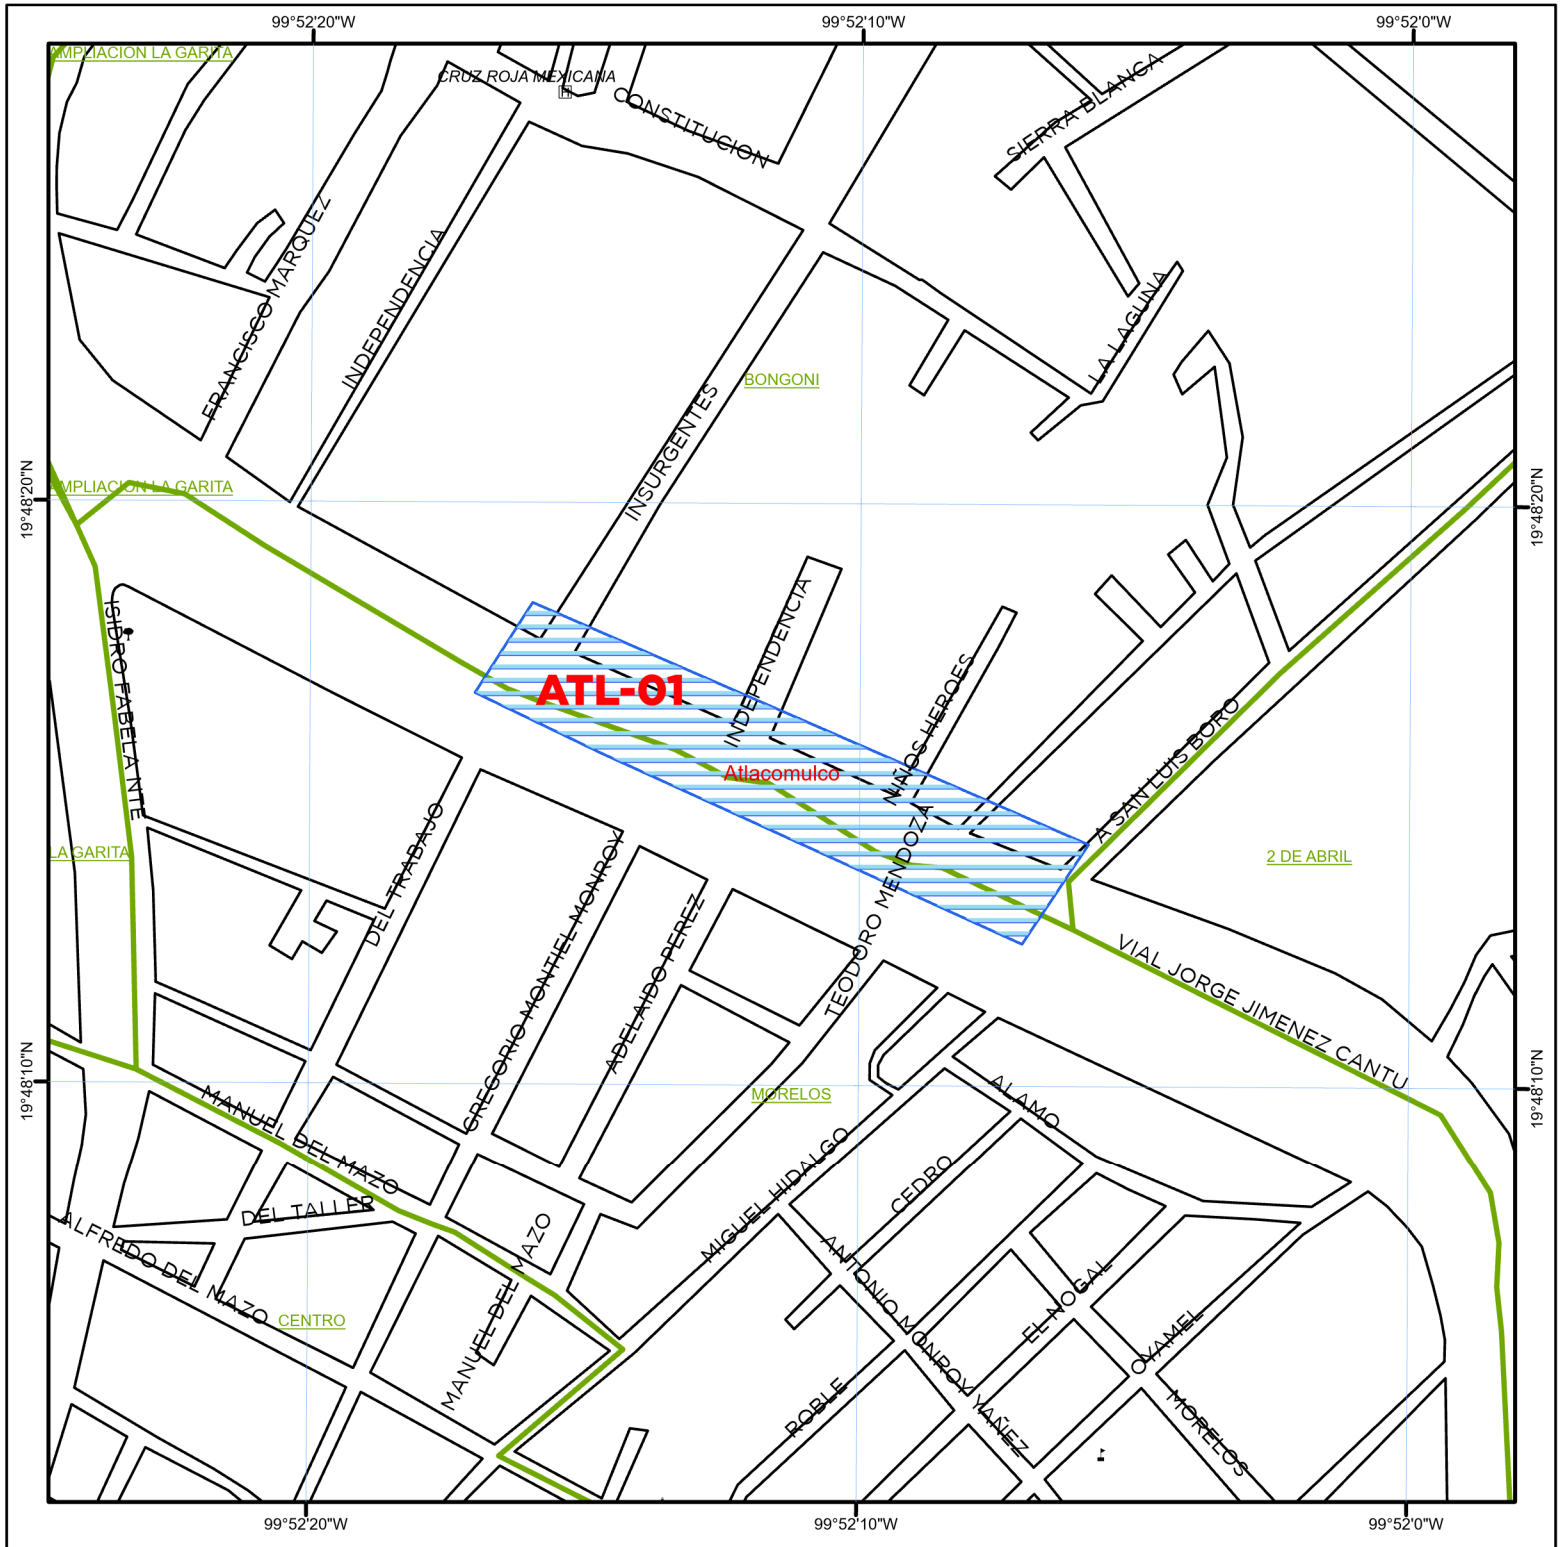 99°52'20"W
99°52'10"W
99°52'0"W
AMPLIACION LA GARITA
CRUZ ROJA MEXICANA
H
CONSTITUCION
SIERRA BLANCA
FRANCISCO MARQUEZ
INDEPENDENCIA
LA LAGUNA
BONGONI
INSURGENTES
19°48'20"N
AMPLIACION LA GARITA
19°48'20"N
ISIDRO FABELA NTE
INDEPENDENCIA
NIÑOS HEROES
ATL-01
A SAN LUIS BORO
Atlacomulco
LA GARITA
2 DE ABRIL
DEL TRABAJO
GREGORIO MONTIEL MONROY
ADELAIDO PEREZ
TEODORO MENDOZA
VIAL JORGE JIMENEZ CANTU
19°48'10"N
MORELOS
19°48'10"N
MANUEL DEL MAZO
ALAMO
CEDRO
MIGUEL HIDALGO
DEL TALLER
ALFREDO DEL MAZO
CENTRO
MANUEL DEL MAZO
ANTONIO MONROY YAÑEZ
EL NOGAL
OYAMEL
ROBLE
MORELOS
99°52'20"W
99°52'10"W
99°52'0"W